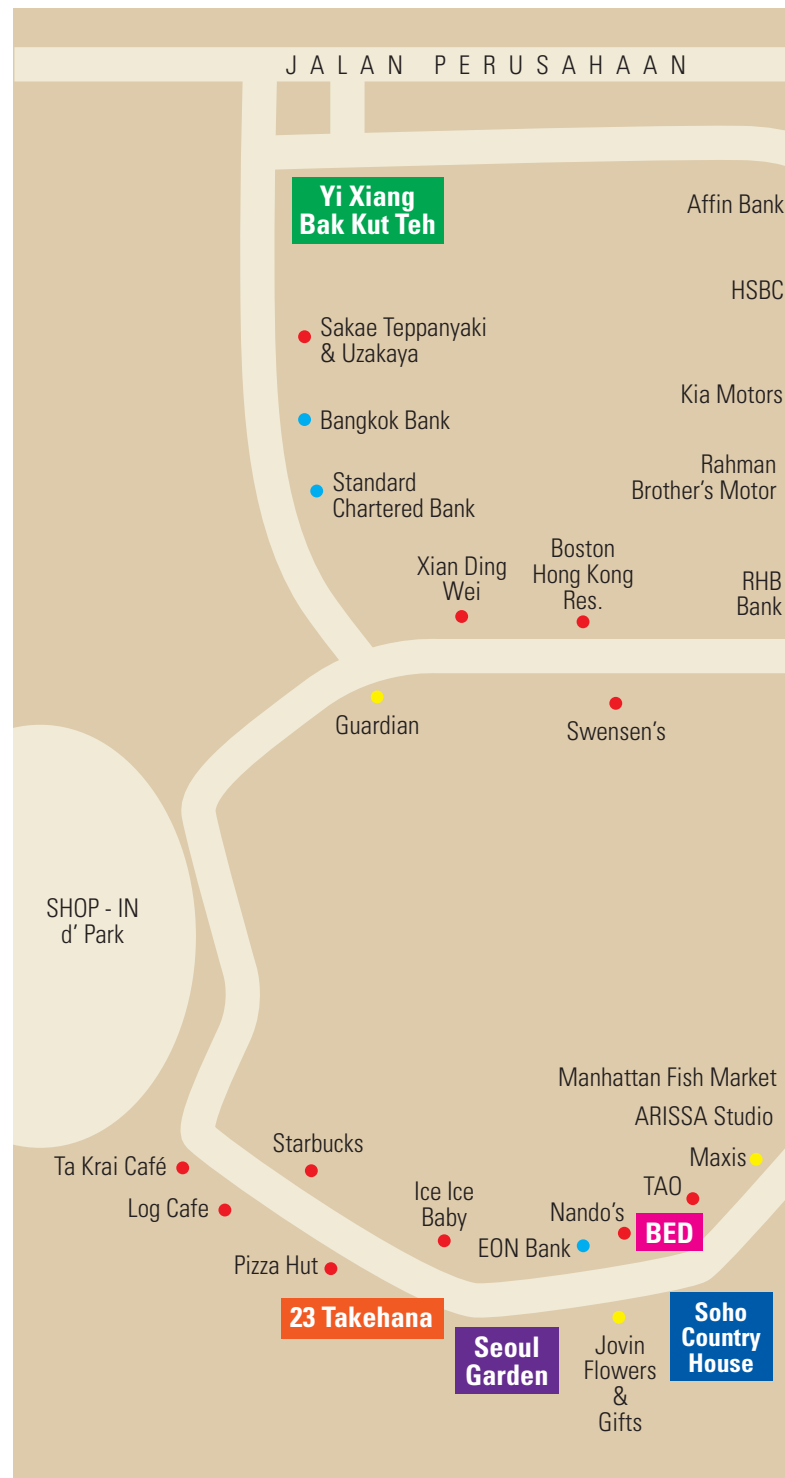 JALAN PERUSAHAAN
Yi Xiang
Bak Kut Teh
Affin Bank
HSBC
Sakae Teppanyaki
& Uzakaya
Kia Motors
Bangkok Bank
Rahman
Brother's Motor
Standard
Chartered Bank
Xian Ding
Wei
Boston
Hong Kong
Res.
RHB
Bank
Guardian
Swensen's
SHOP - IN
d' Park
Manhattan Fish Market
ARISSA Studio
Maxis
Starbucks
Ta Krai Café
TAO
Log Cafe
Ice Ice
Baby
Nando's
BED
EON Bank
Pizza Hut
23 Takehana
Soho
Country
House
Seoul
Garden
Jovin
Flowers
&
Gifts